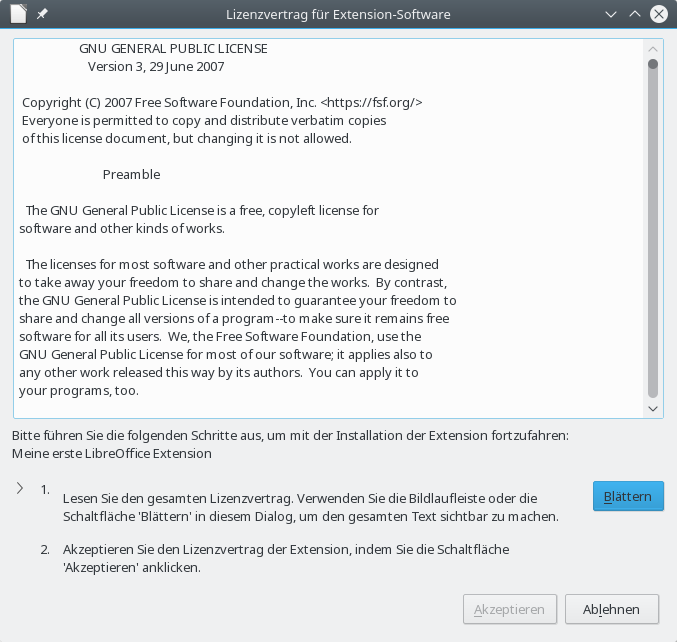 Lizenzvertrag für Extension-Software
GNU GENERAL PUBLIC LICENSE
Version 3, 29 June 2007
Copyright (C) 2007 Free Software Foundation, Inc. <https://fsf.org/>
Everyone is permitted to copy and distribute verbatim copies
of this license document, but changing it is not allowed.
Preamble
The GNU General Public License is a free, copyleft license for
software and other kinds of works.
The licenses for most software and other practical works are designed
to take away your freedom to share and change the works. By contrast,
the GNU General Public License is intended to guarantee your freedom to
share and change all versions of a program--to make sure it remains free
software for all its users. We, the Free Software Foundation, use the
GNU General Public License for most of our software; it applies also to
any other work released this way by its authors. You can apply it to
your programs, too.
Bitte führen Sie die folgenden Schritte aus, um mit der Installation der Extension fortzufahren:
Meine erste LibreOffice Extension
1. Lesen Sie den gesamten Lizenzvertrag. Verwenden Sie die Bildlaufleiste oder die
Schaltfläche 'Blättern' in diesem Dialog, um den gesamten Text sichtbar zu machen.
Blättern
2. Akzeptieren Sie den Lizenzvertrag der Extension, indem Sie die Schaltfläche
'Akzeptieren' anklicken.
Akzeptieren Ablehnen